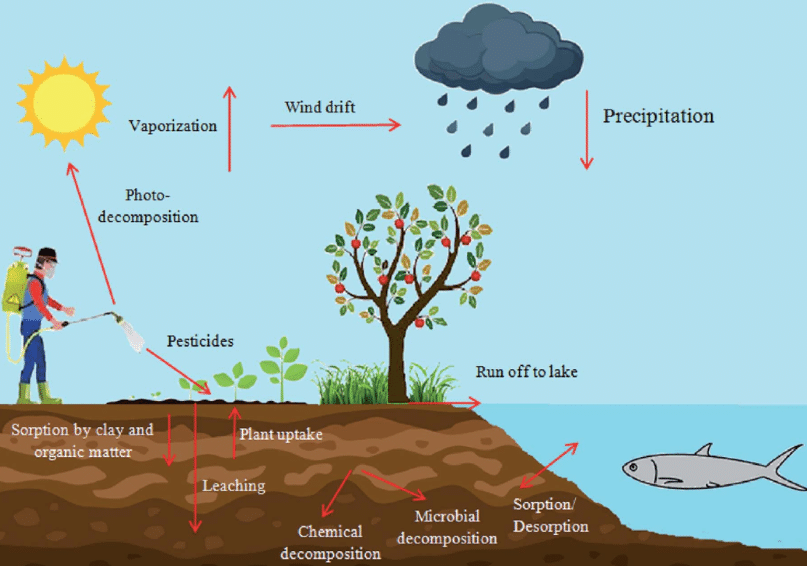 Wind drift
Precipitation
Vaporization
Photo-
decomposition
Pesticides
Run off to lake
Sorption by clay and
organic matter
Plant uptake
Leaching
Chemical
decomposition
Microbial
decomposition
Sorption/
Desorption